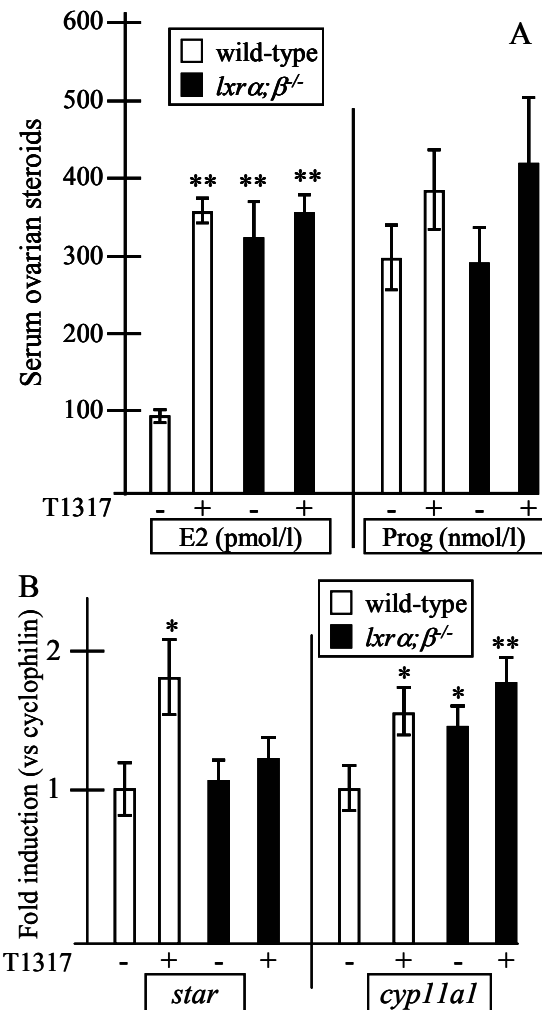 A
wild-type
lxrα;β-/-
Serum ovarian steroids
600
500
400
300
200
100
** ** **
T1317 - + - + - + - +
E2 (pmol/l) Prog (nmol/l)
B
wild-type
lxrα;β-/-
Fold induction (vs cyclophilin)
2
1
* * * **
T1317 - + - + - + - +
star cyp11a1